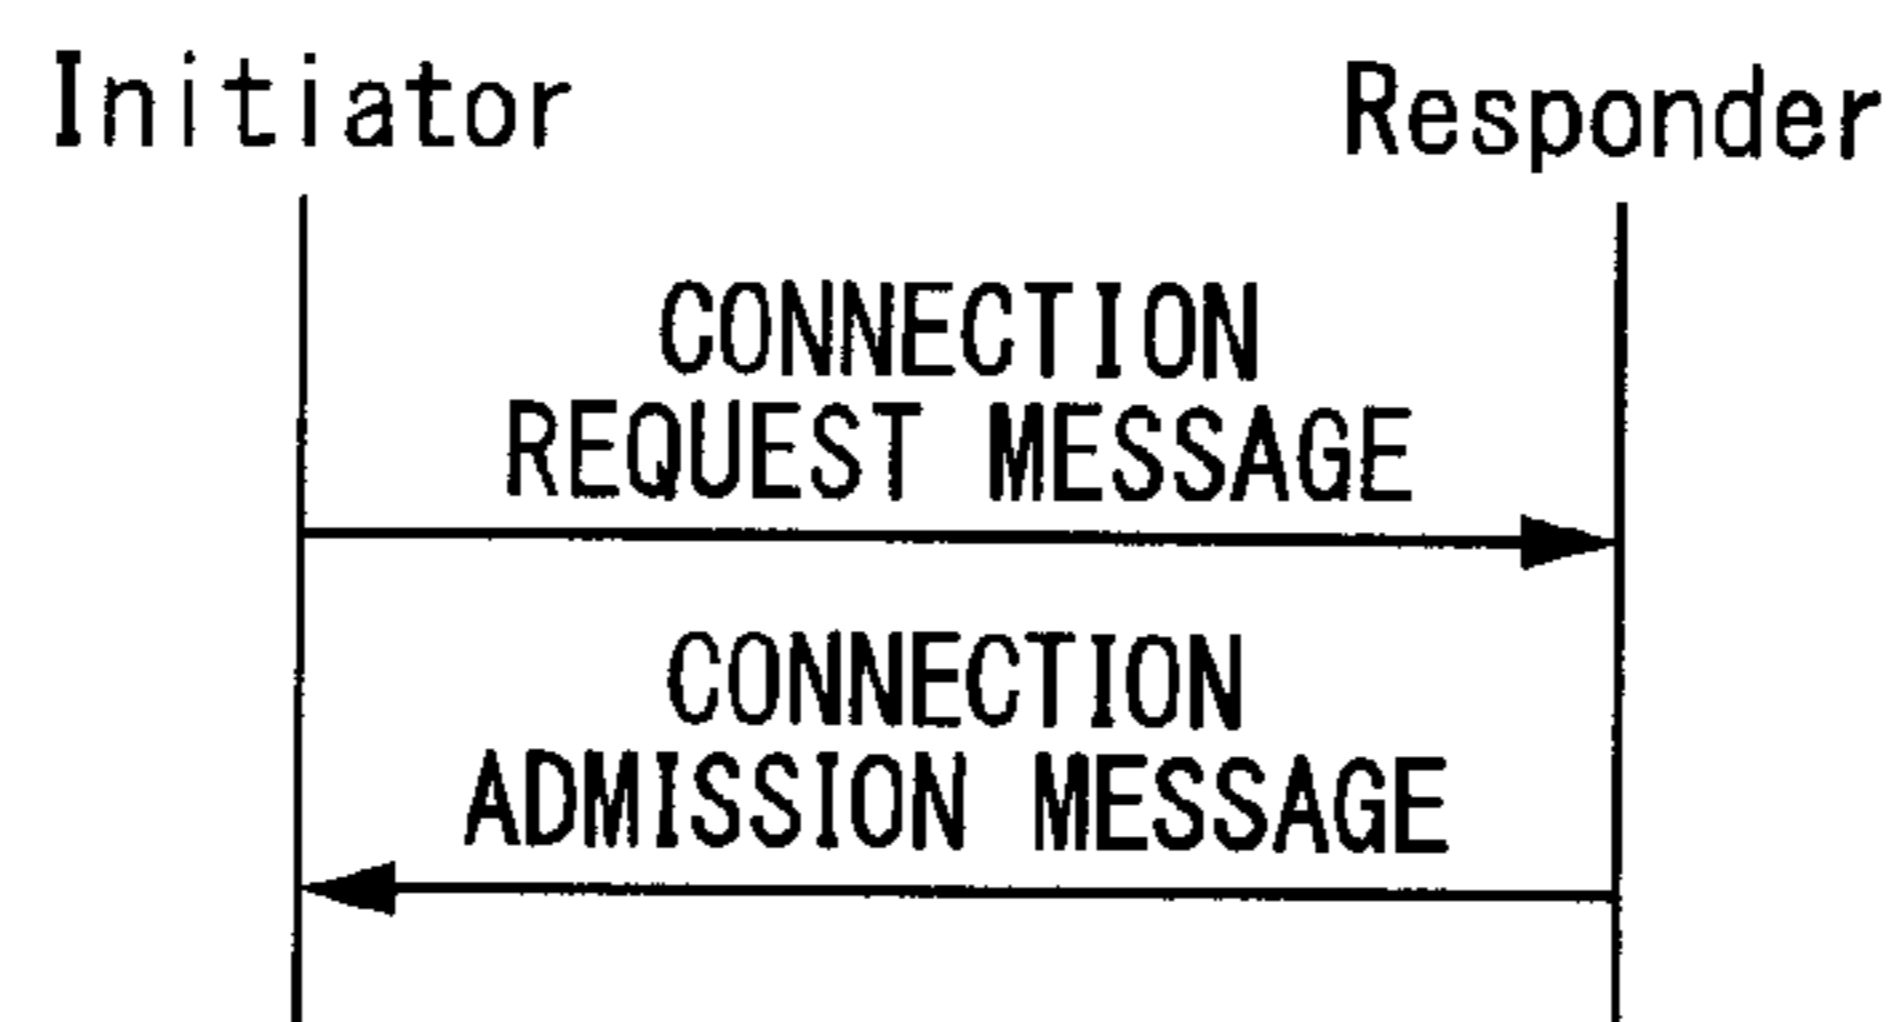 Initiator
Responder
CONNECTION
REQUEST MESSAGE
CONNECTION
ADMISSION MESSAGE